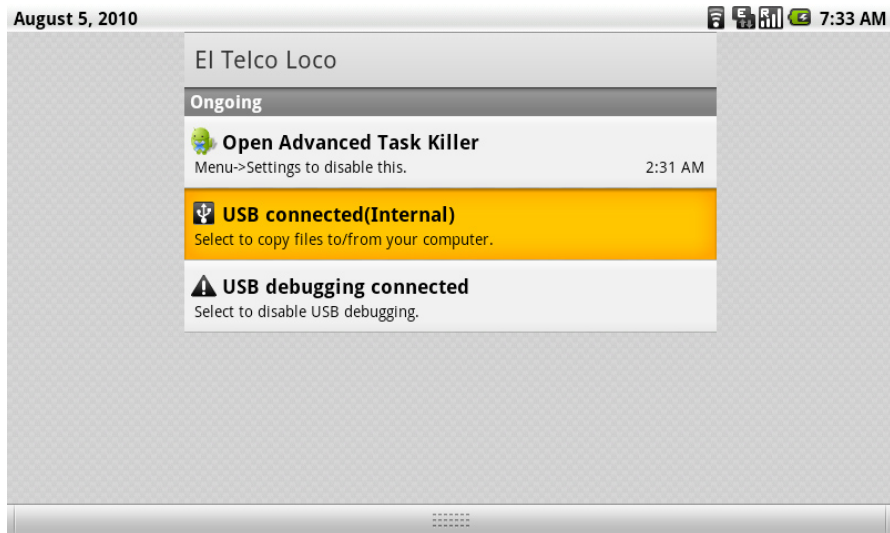 August 5, 2010 7:33 AM
El Telco Loco
Ongoing
Open Advanced Task Killer
Menu->Settings to disable this. 2:31 AM
USB connected(Internal)
Select to copy files to/from your computer.
USB debugging connected
Select to disable USB debugging.